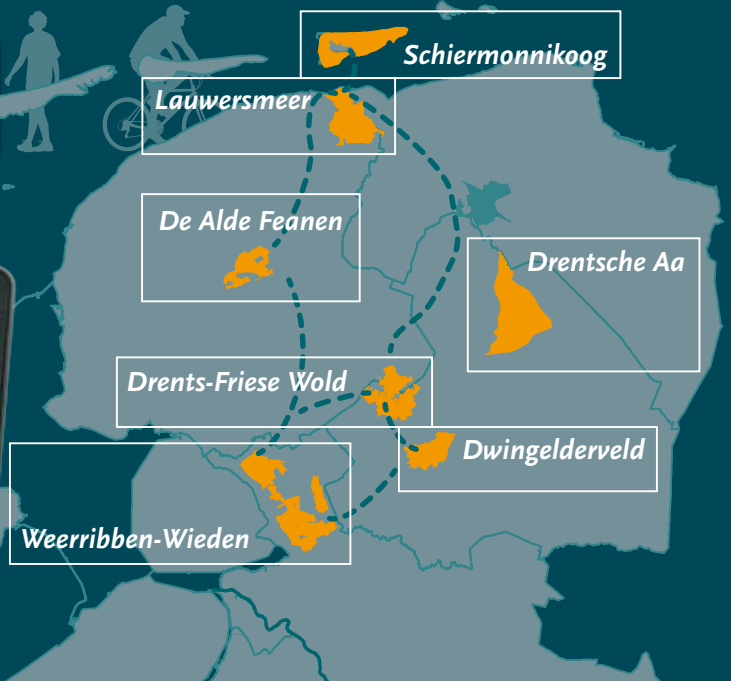 Schiermonnikoog
Lauwersmeer
De Alde Feanen
Drentsche Aa
Drents-Friese Wold
Dwingelderveld
Weerribben-Wieden